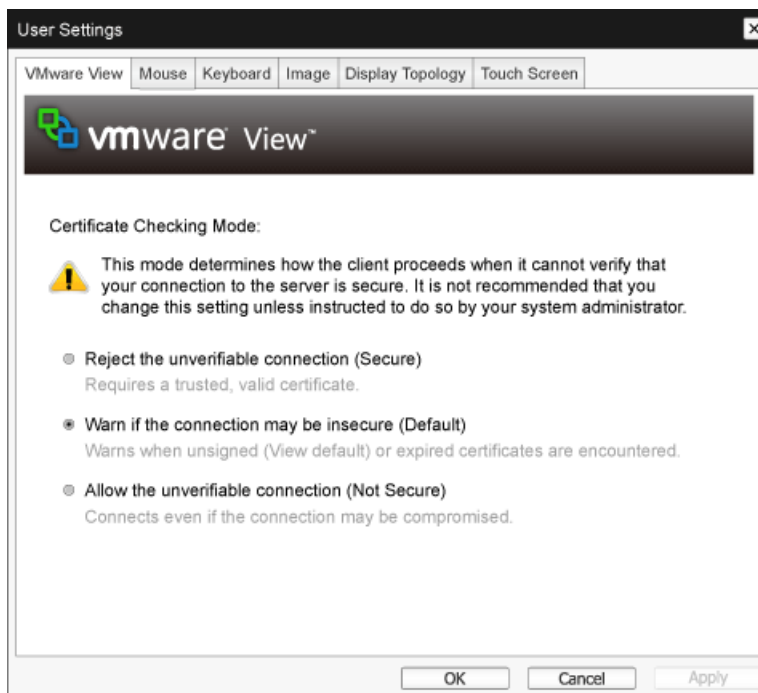 User Settings
VMware View Mouse Keyboard Image Display Topology Touch Screen
vmware View™
Certificate Checking Mode:
This mode determines how the client proceeds when it cannot verify that
your connection to the server is secure. It is not recommended that you
change this setting unless instructed to do so by your system administrator.
Reject the unverifiable connection (Secure)
Requires a trusted, valid certificate.
Warn if the connection may be insecure (Default)
Warns when unsigned (View default) or expired certificates are encountered.
Allow the unverifiable connection (Not Secure)
Connects even if the connection may be compromised.
OK Cancel Apply